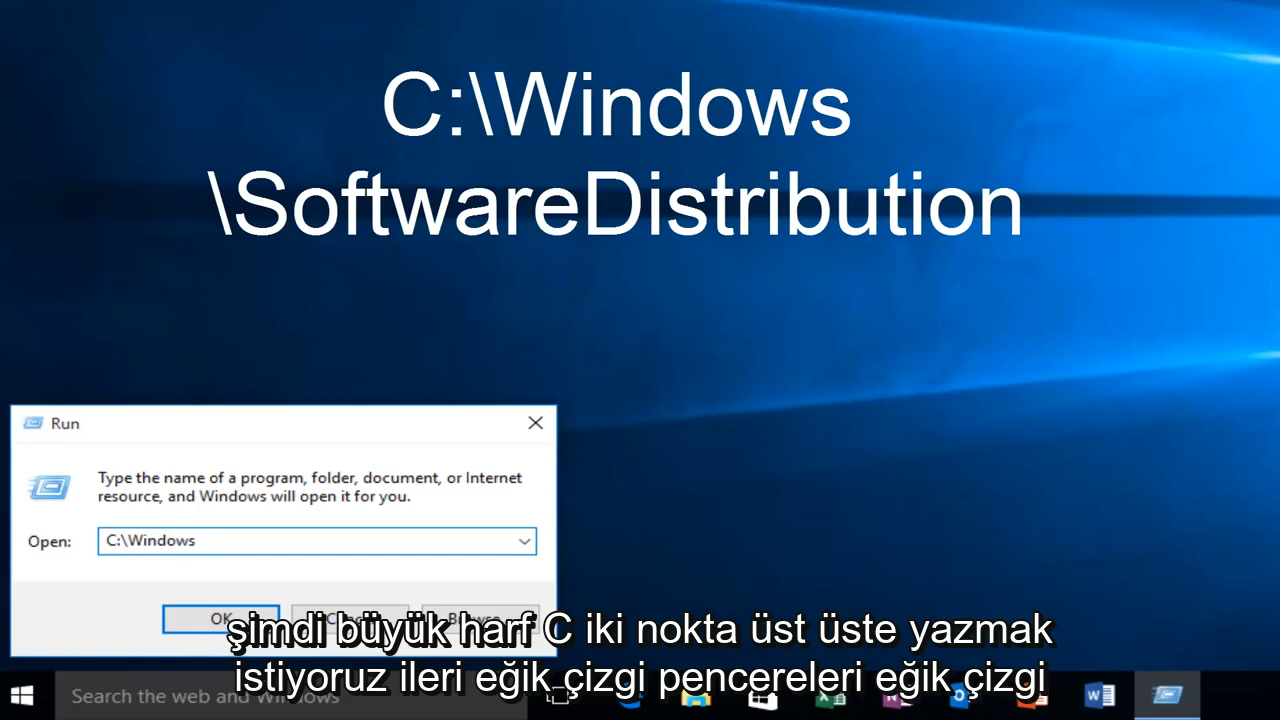 C:\Windows
\SoftwareDistribution
Run
Type the name of a program, folder, document, or Internet
resource, and Windows will open it for you.
Open:
C:\Windows
OK
şimdi büyük harf C iki nokta üst üste yazmak
istiyoruz ileri eğik çizgi pencereleri eğik çizgi
Search the web and Windows